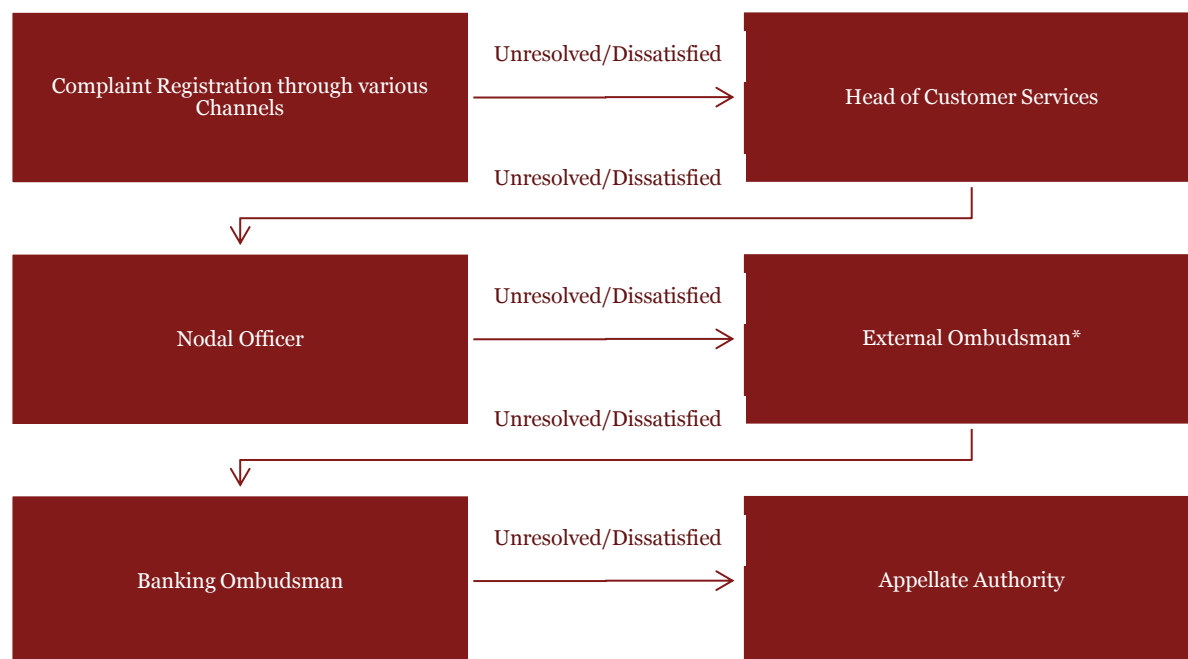 Unresolved/Dissatisfied
Complaint Registration through various
Channels
Head of Customer Services
Unresolved/Dissatisfied
Unresolved/Dissatisfied
Nodal Officer
External Ombudsman*
Unresolved/Dissatisfied
Unresolved/Dissatisfied
Banking Ombudsman
Appellate Authority